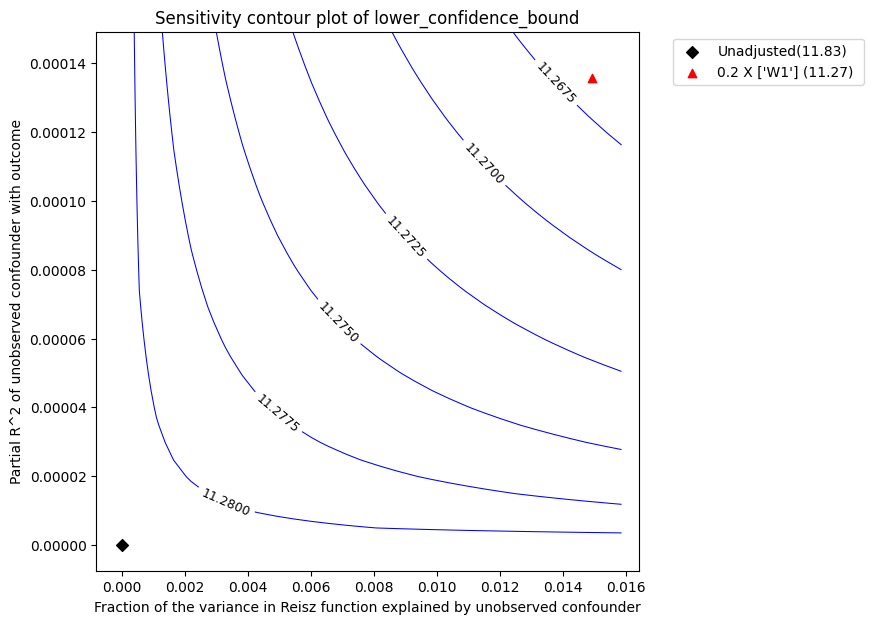 Sensitivity contour plot of lower_confidence_bound
Unadjusted(11.83)
0.2 X ['W1'] (11.27)
Partial R^2 of unobserved confounder with outcome
0.00014
0.00012
0.00010
0.00008
0.00006
0.00004
0.00002
0.00000
11.2675
11.2700
11.2725
11.2750
11.2775
11.2800
0.000 0.002 0.004 0.006 0.008 0.010 0.012 0.014 0.016
Fraction of the variance in Reisz function explained by unobserved confounder